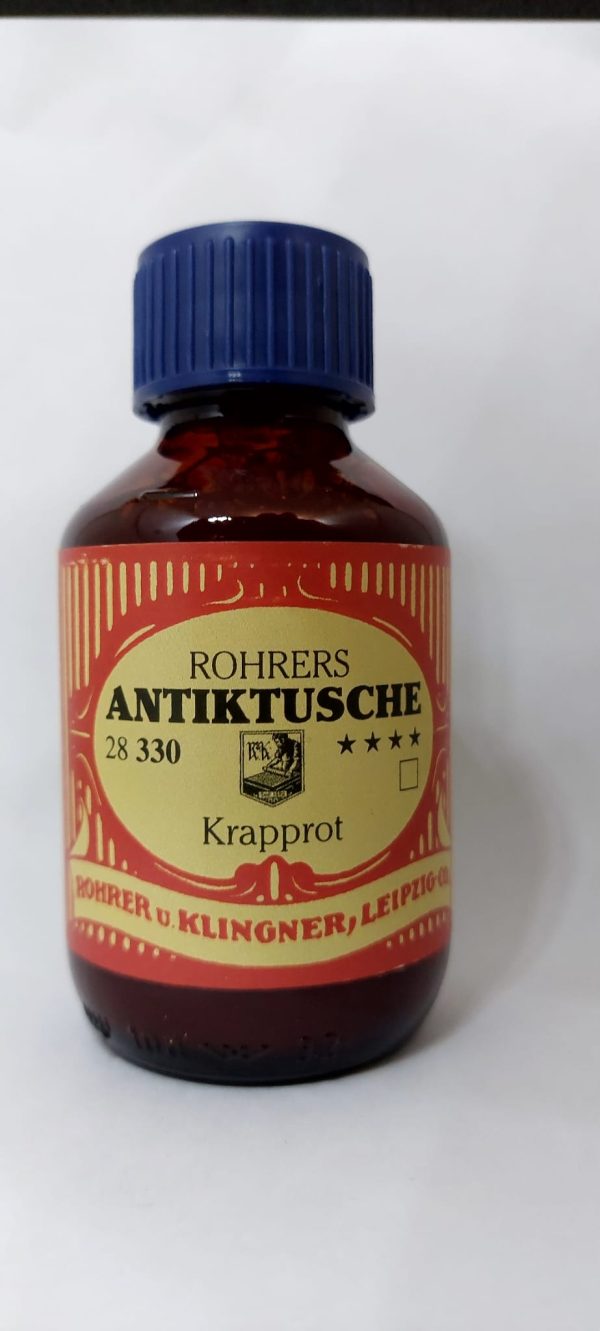 ROHRERS
ANTIKTUSCHE
28 330 ★★★★
Krapprot
ROHRER U. KLINGNER, LEIPZIG-CO.